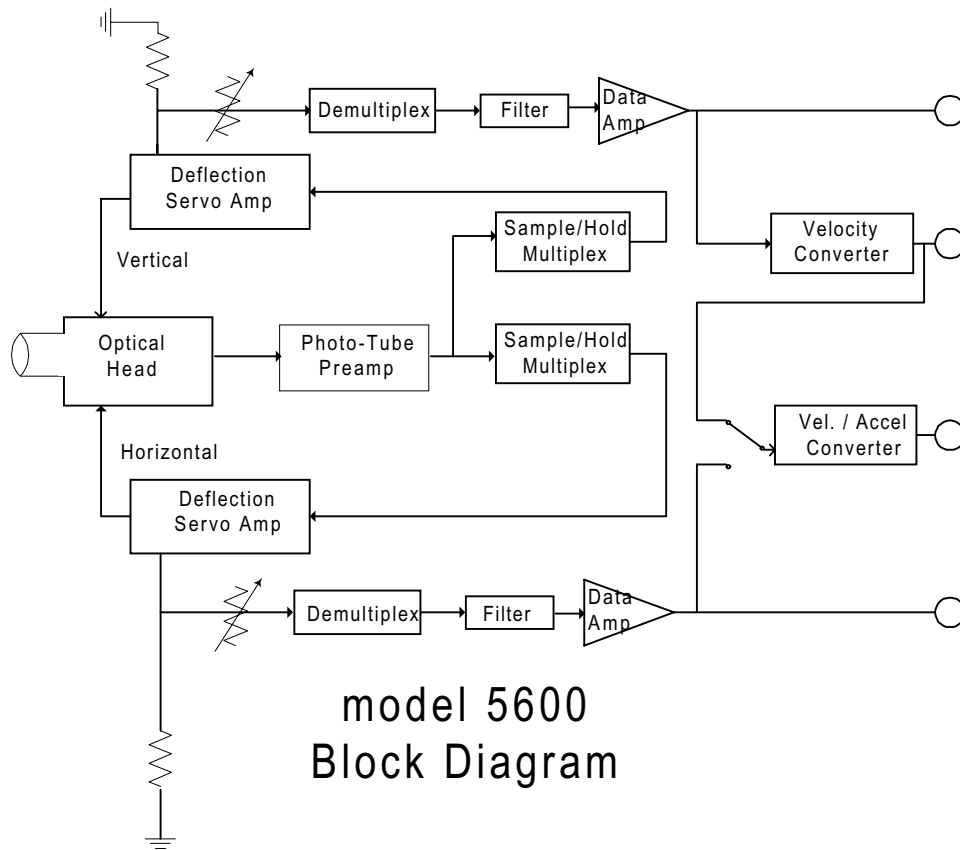 Demultiplex
Filter
Data
Amp
Deflection
Servo Amp
Sample/Hold
Multiplex
Velocity
Converter
Vertical
Optical
Head
Photo-Tube
Preamp
Sample/Hold
Multiplex
Vel. / Accel
Converter
Horizontal
Deflection
Servo Amp
Demultiplex
Filter
Data
Amp
model 5600
Block Diagram